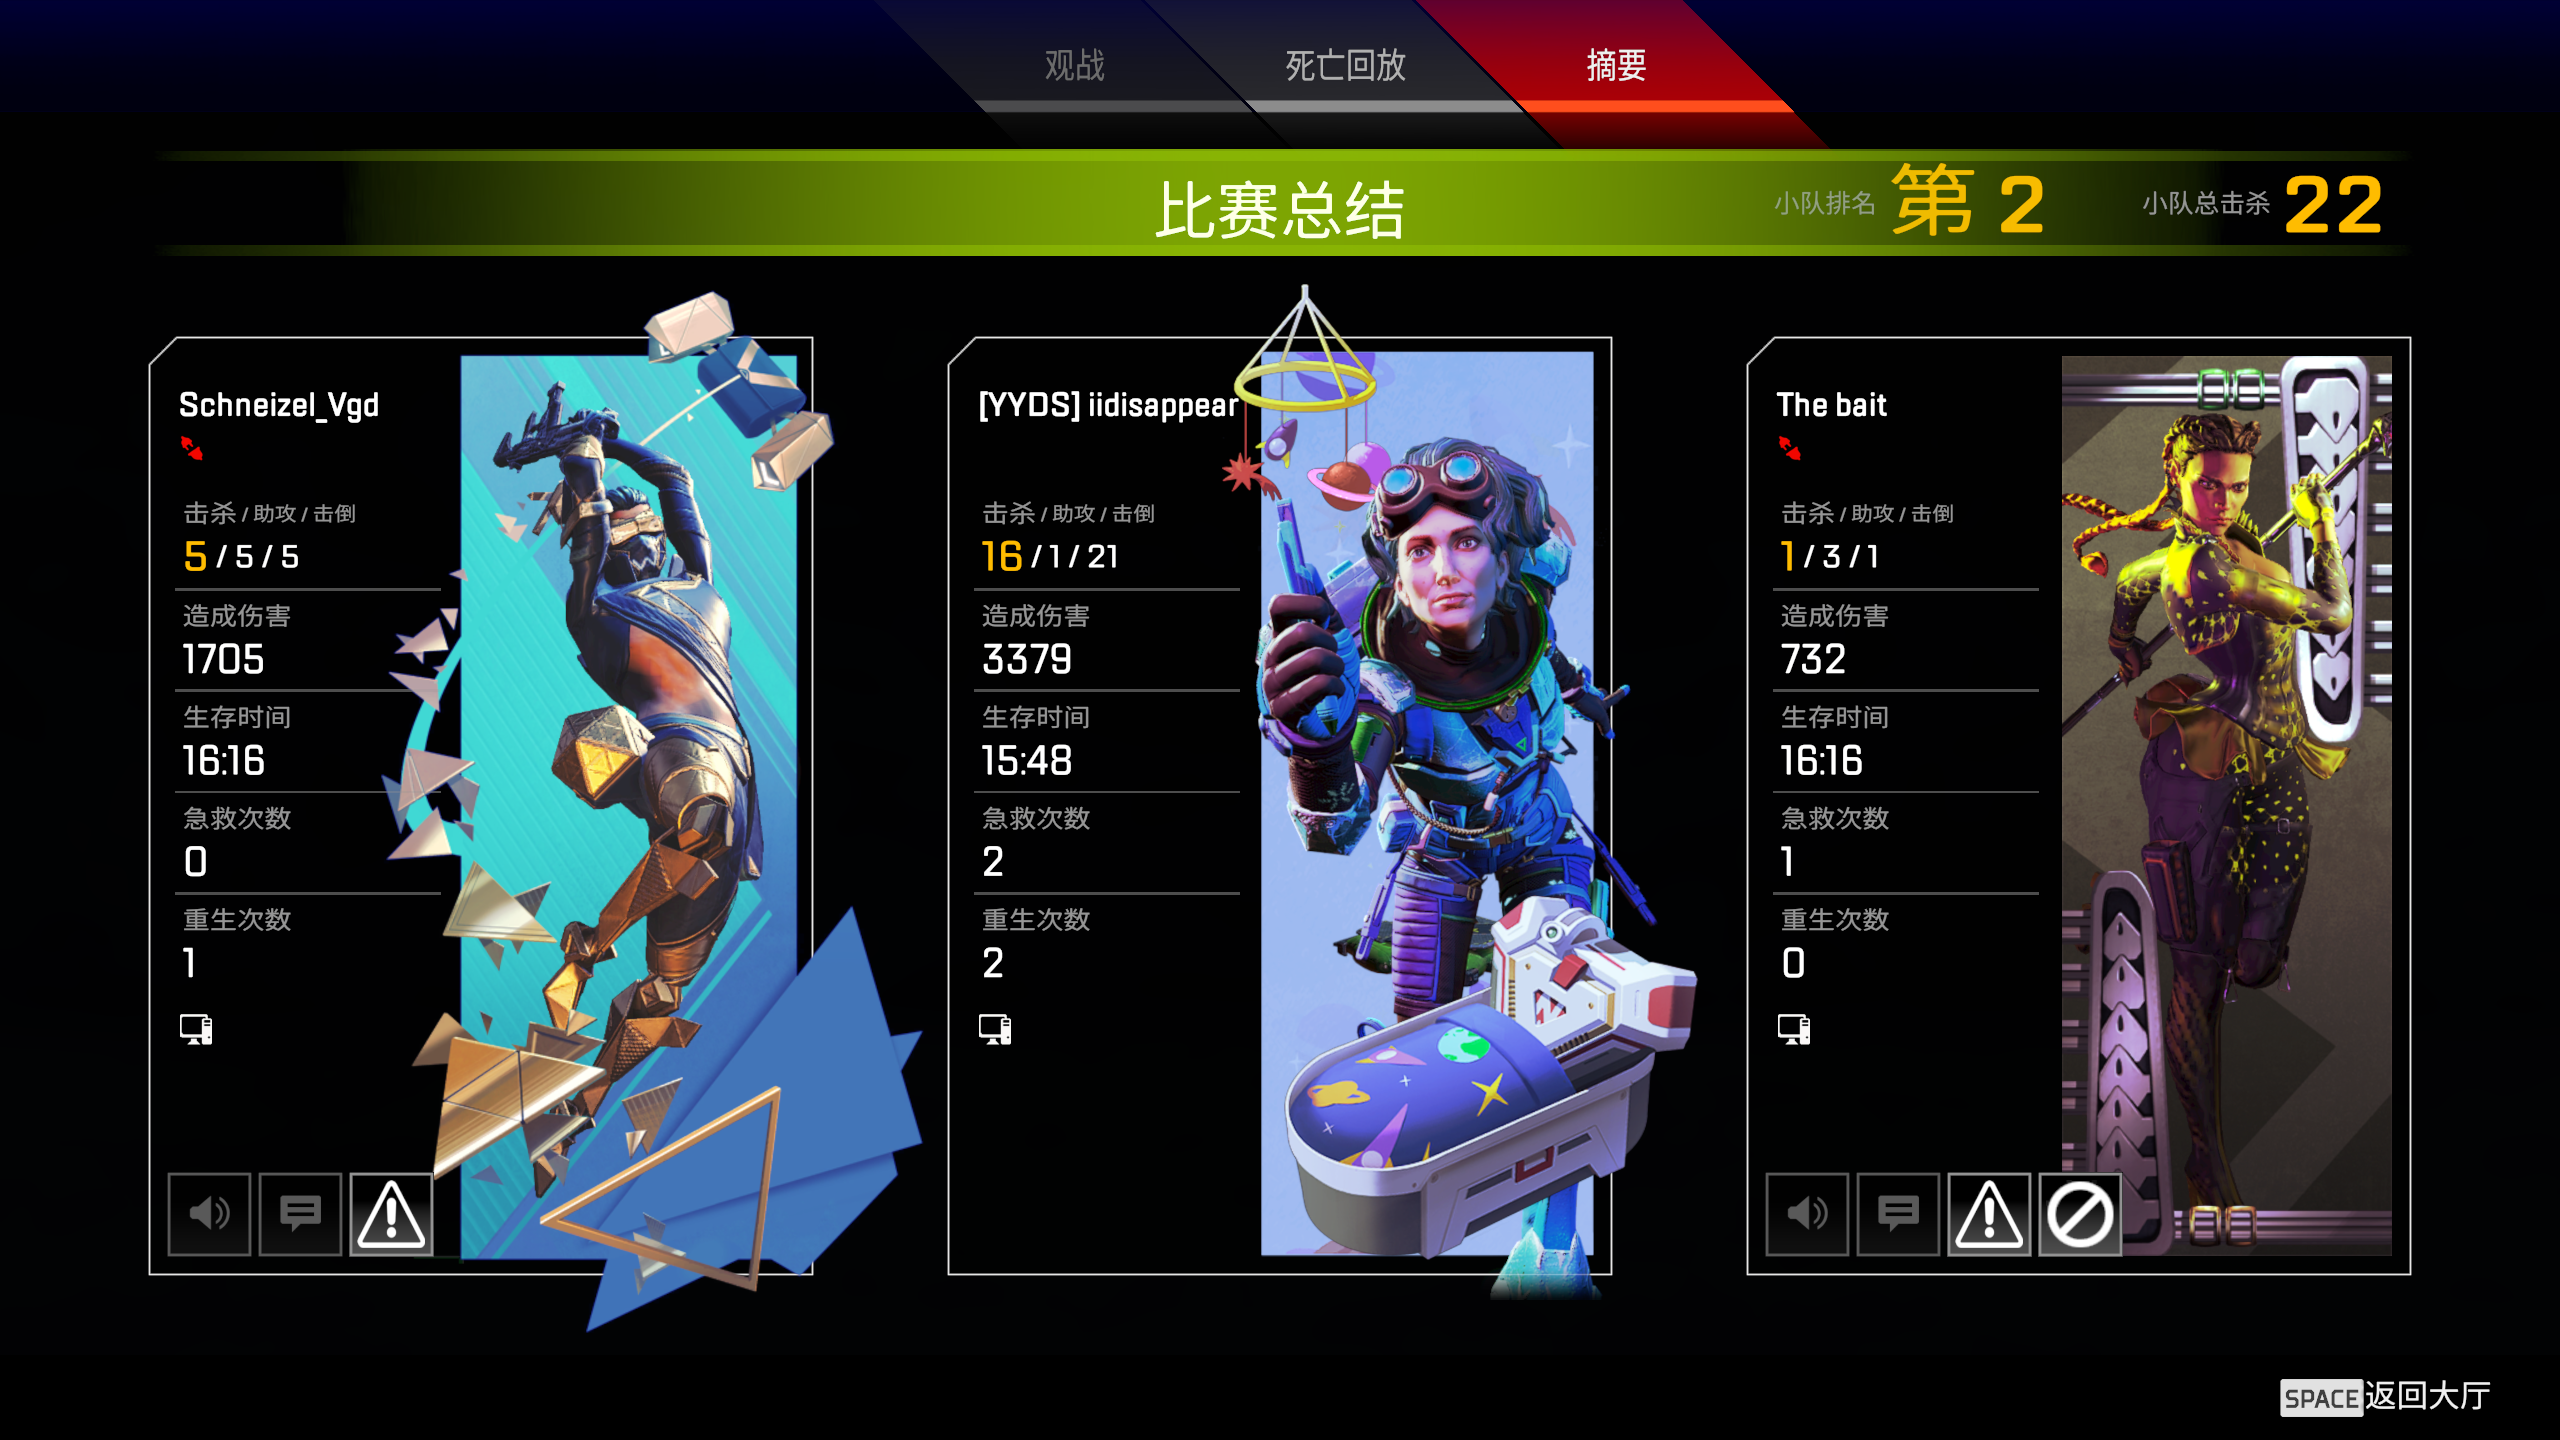 观战
死亡回放
摘要
比赛总结
小队排名 第 2
小队总击杀 22
Schneizel_Vgd
击杀 / 助攻 / 击倒
5 / 5 / 5
造成伤害
1705
生存时间
16:16
急救次数
0
重生次数
1
[YYDS] iidisappear
击杀 / 助攻 / 击倒
16 / 1 / 21
造成伤害
3379
生存时间
15:48
急救次数
2
重生次数
2
The bait
击杀 / 助攻 / 击倒
1 / 3 / 1
造成伤害
732
生存时间
16:16
急救次数
1
重生次数
0
SPACE 返回大厅